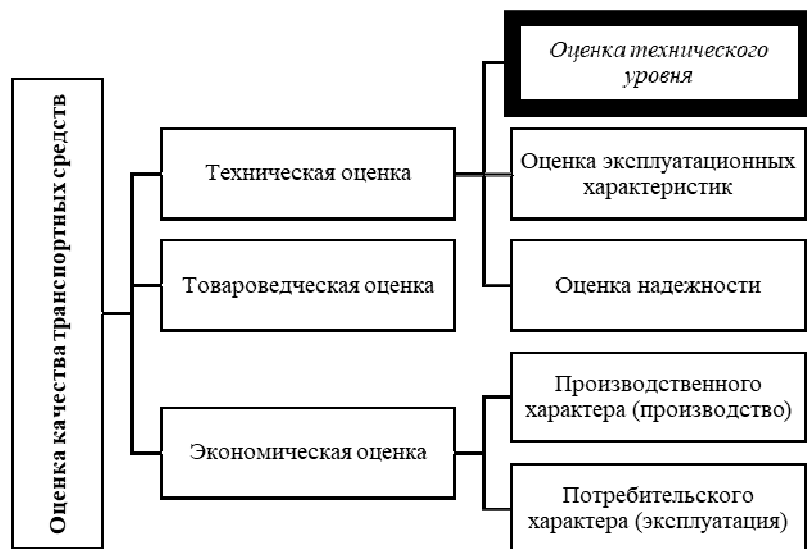 Оценка качества транспортных средств
Техническая оценка
Товароведческая оценка
Экономическая оценка
Оценка технического
уровня
Оценка эксплуатационных
характеристик
Оценка надежности
Производственного
характера (производство)
Потребительского
характера (эксплуатация)